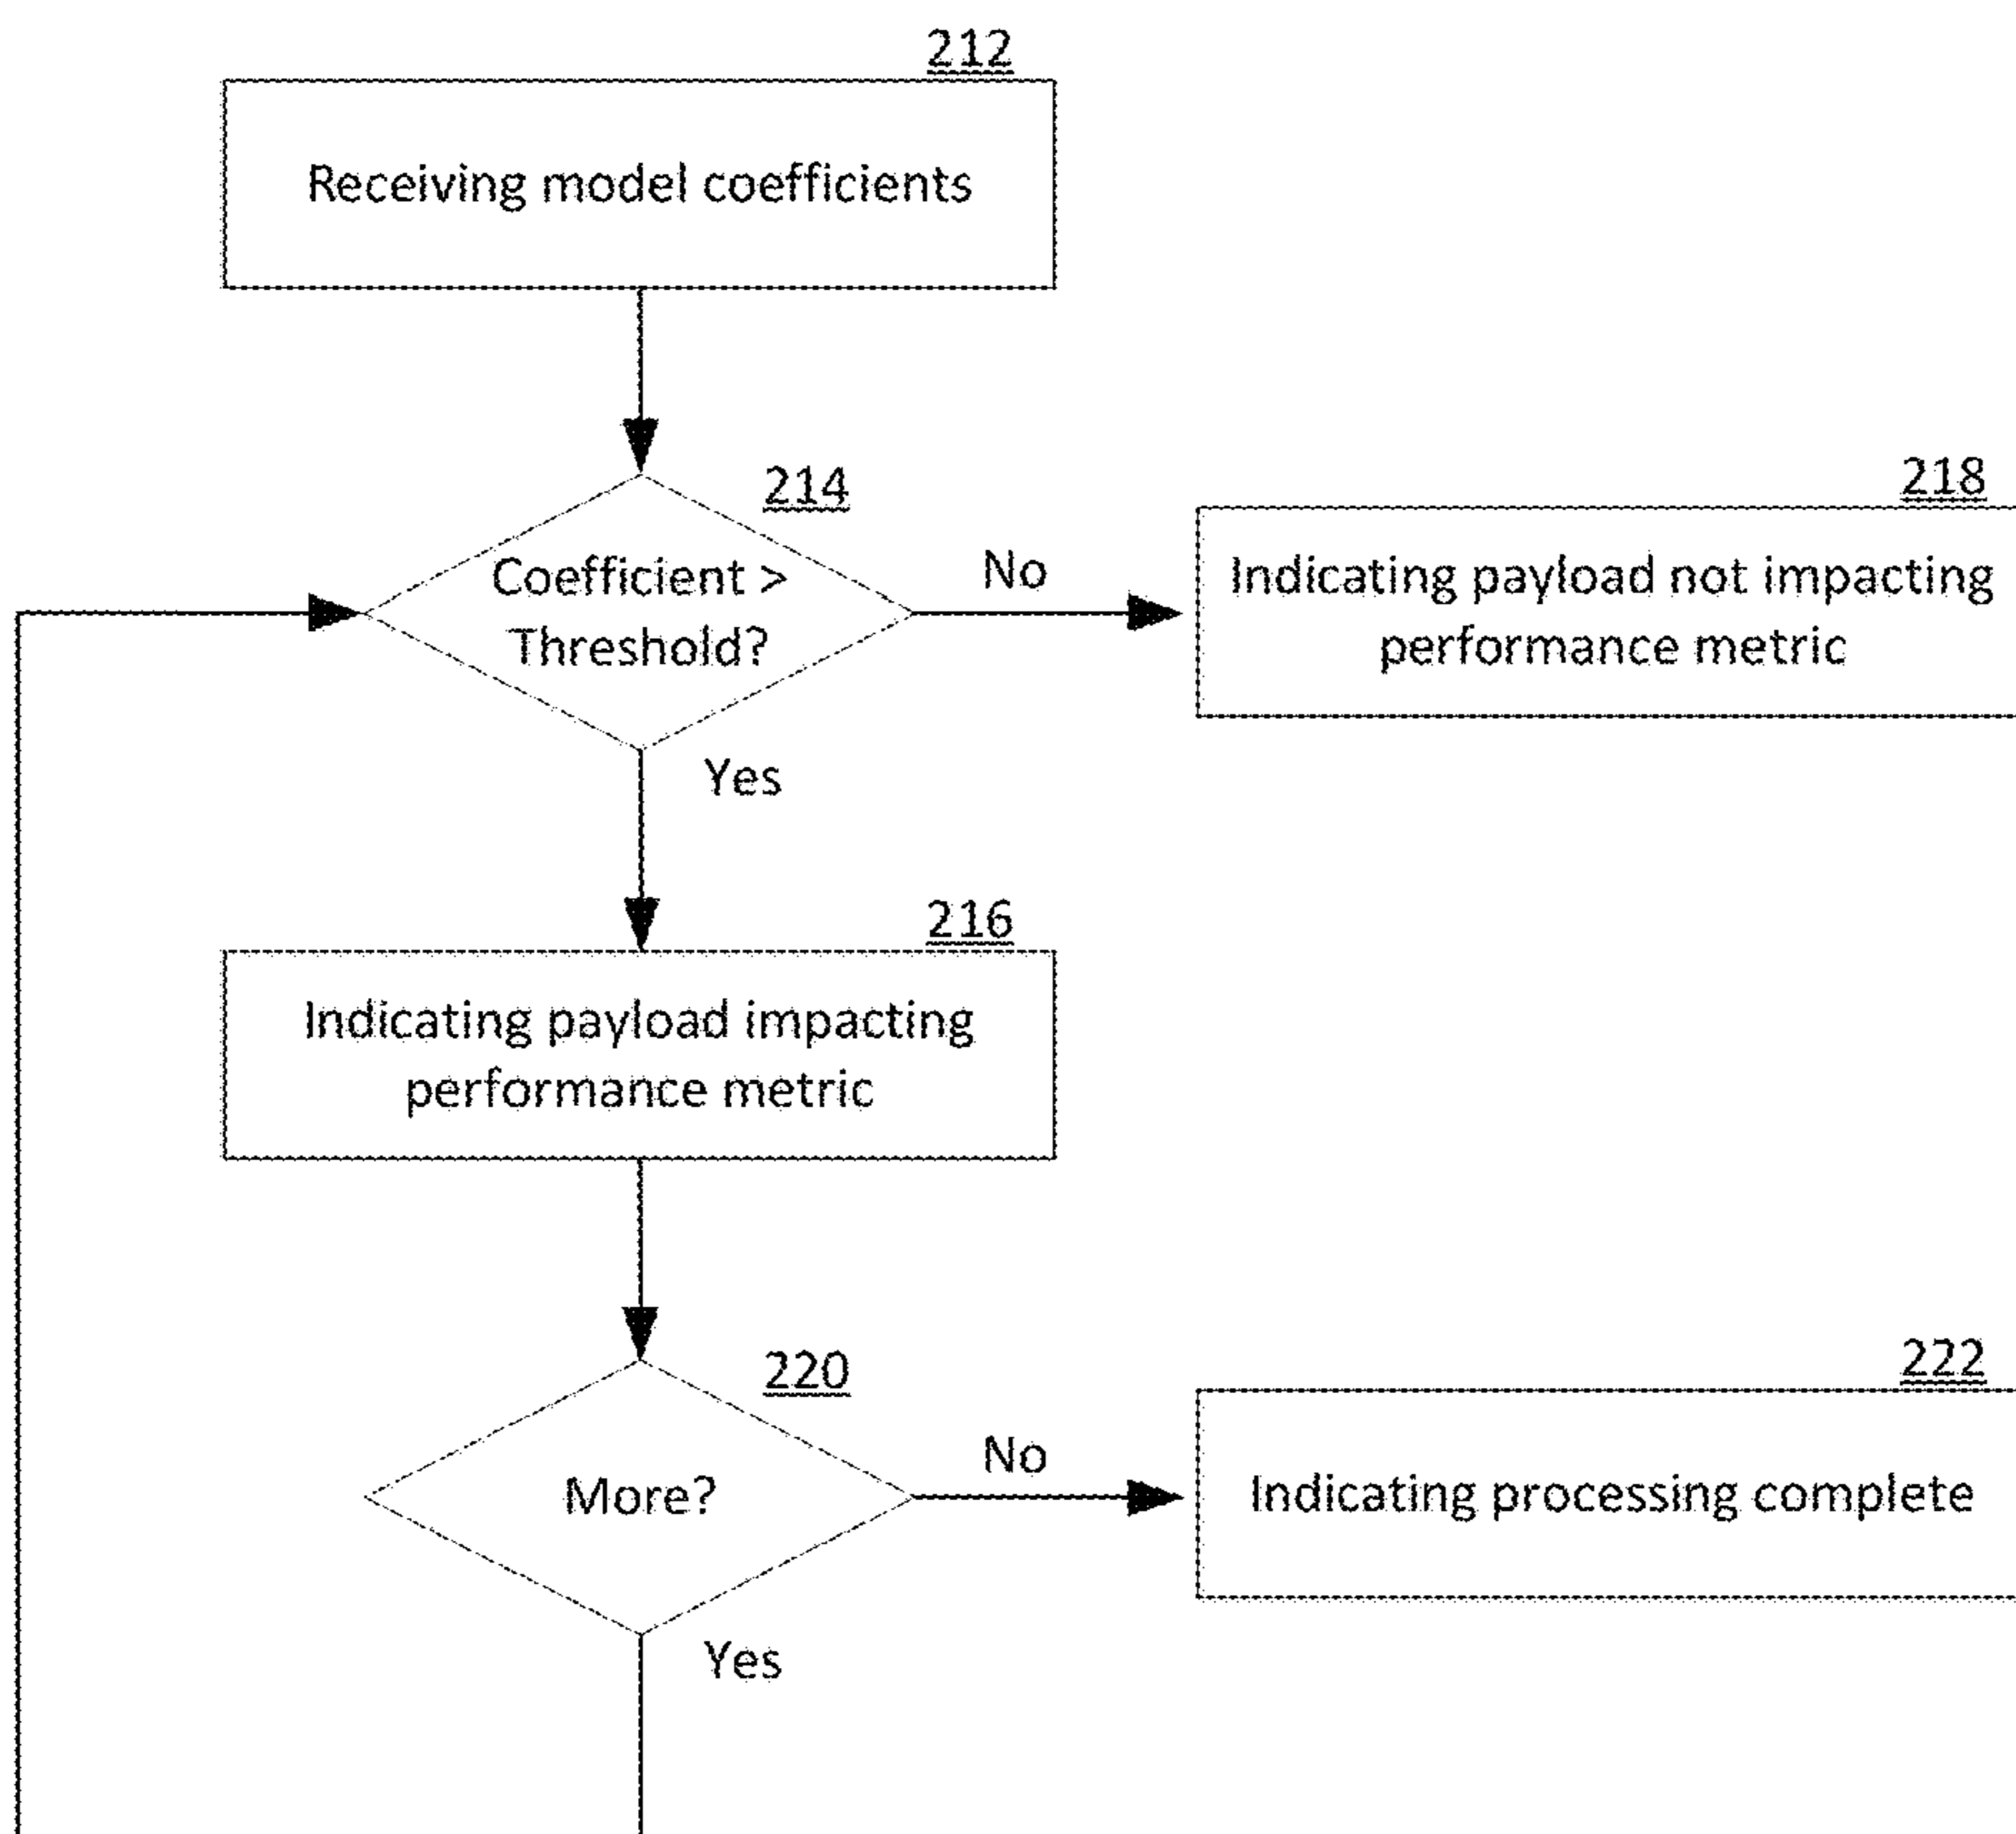 212
Receiving model coefficients
214
Coefficient >
Threshold?
No
218
Indicating payload not impacting
performance metric
Yes
216
Indicating payload impacting
performance metric
220
More?
No
222
Indicating processing complete
Yes